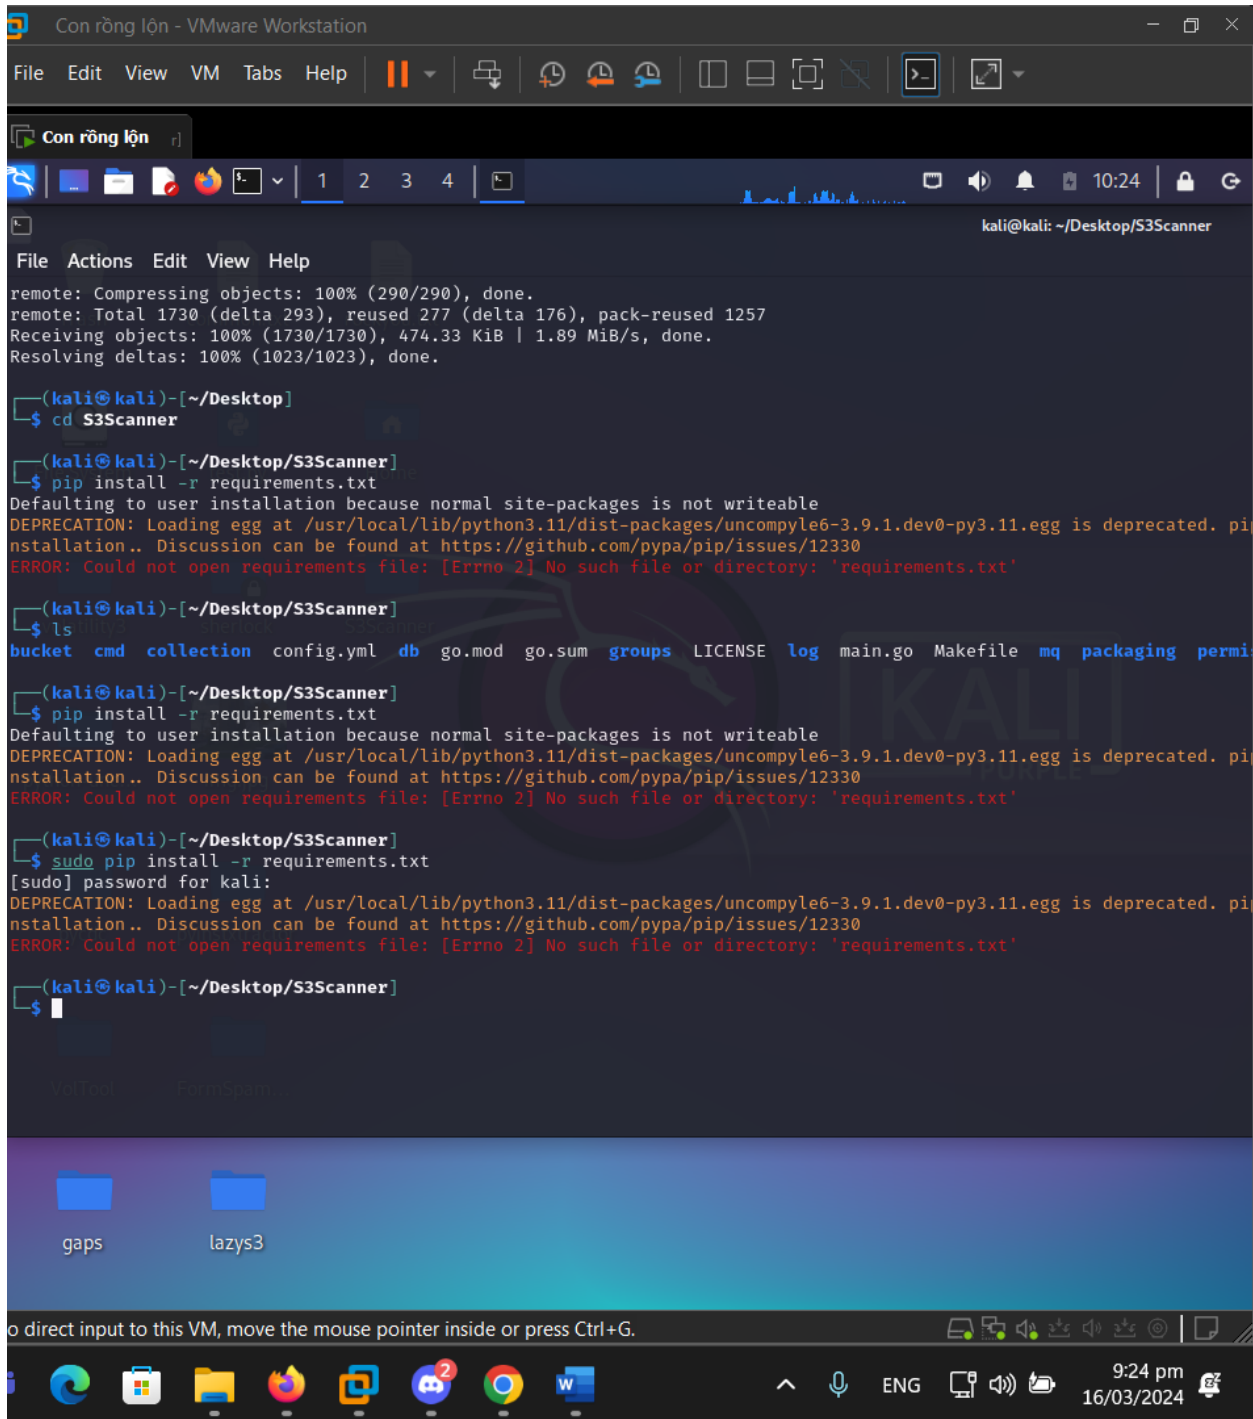 Con rồng lộn - VMware Workstation
File Edit View VM Tabs Help
Con rồng lộn
1 2 3 4 10:24
kali@kali: ~/Desktop/S3Scanner
File Actions Edit View Help
remote: Compressing objects: 100% (290/290), done.
remote: Total 1730 (delta 293), reused 277 (delta 176), pack-reused 1257
Receiving objects: 100% (1730/1730), 474.33 KiB | 1.89 MiB/s, done.
Resolving deltas: 100% (1023/1023), done.
┌──(kali㉿kali)-[~/Desktop]
└─$ cd S3Scanner
┌──(kali㉿kali)-[~/Desktop/S3Scanner]
└─$ pip install -r requirements.txt
Defaulting to user installation because normal site-packages is not writeable
DEPRECATION: Loading egg at /usr/local/lib/python3.11/dist-packages/uncompyle6-3.9.1.dev0-py3.11.egg is deprecated. pi
nstallation.. Discussion can be found at https://github.com/pypa/pip/issues/12330
ERROR: Could not open requirements file: [Errno 2] No such file or directory: 'requirements.txt'
┌──(kali㉿kali)-[~/Desktop/S3Scanner]
└─$ ls
bucket cmd collection config.yml db go.mod go.sum groups LICENSE log main.go Makefile mq packaging permis
┌──(kali㉿kali)-[~/Desktop/S3Scanner]
└─$ pip install -r requirements.txt
Defaulting to user installation because normal site-packages is not writeable
DEPRECATION: Loading egg at /usr/local/lib/python3.11/dist-packages/uncompyle6-3.9.1.dev0-py3.11.egg is deprecated. pi
nstallation.. Discussion can be found at https://github.com/pypa/pip/issues/12330
ERROR: Could not open requirements file: [Errno 2] No such file or directory: 'requirements.txt'
┌──(kali㉿kali)-[~/Desktop/S3Scanner]
└─$ sudo pip install -r requirements.txt
[sudo] password for kali:
DEPRECATION: Loading egg at /usr/local/lib/python3.11/dist-packages/uncompyle6-3.9.1.dev0-py3.11.egg is deprecated. pi
nstallation.. Discussion can be found at https://github.com/pypa/pip/issues/12330
ERROR: Could not open requirements file: [Errno 2] No such file or directory: 'requirements.txt'
┌──(kali㉿kali)-[~/Desktop/S3Scanner]
└─$
KALI
PURPLE
VolTool FormSpam...
gaps lazys3
o direct input to this VM, move the mouse pointer inside or press Ctrl+G.
2
ENG 9:24 pm
16/03/2024